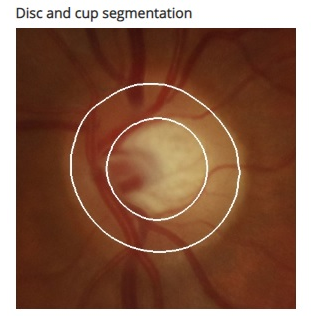 Disc and cup segmentation